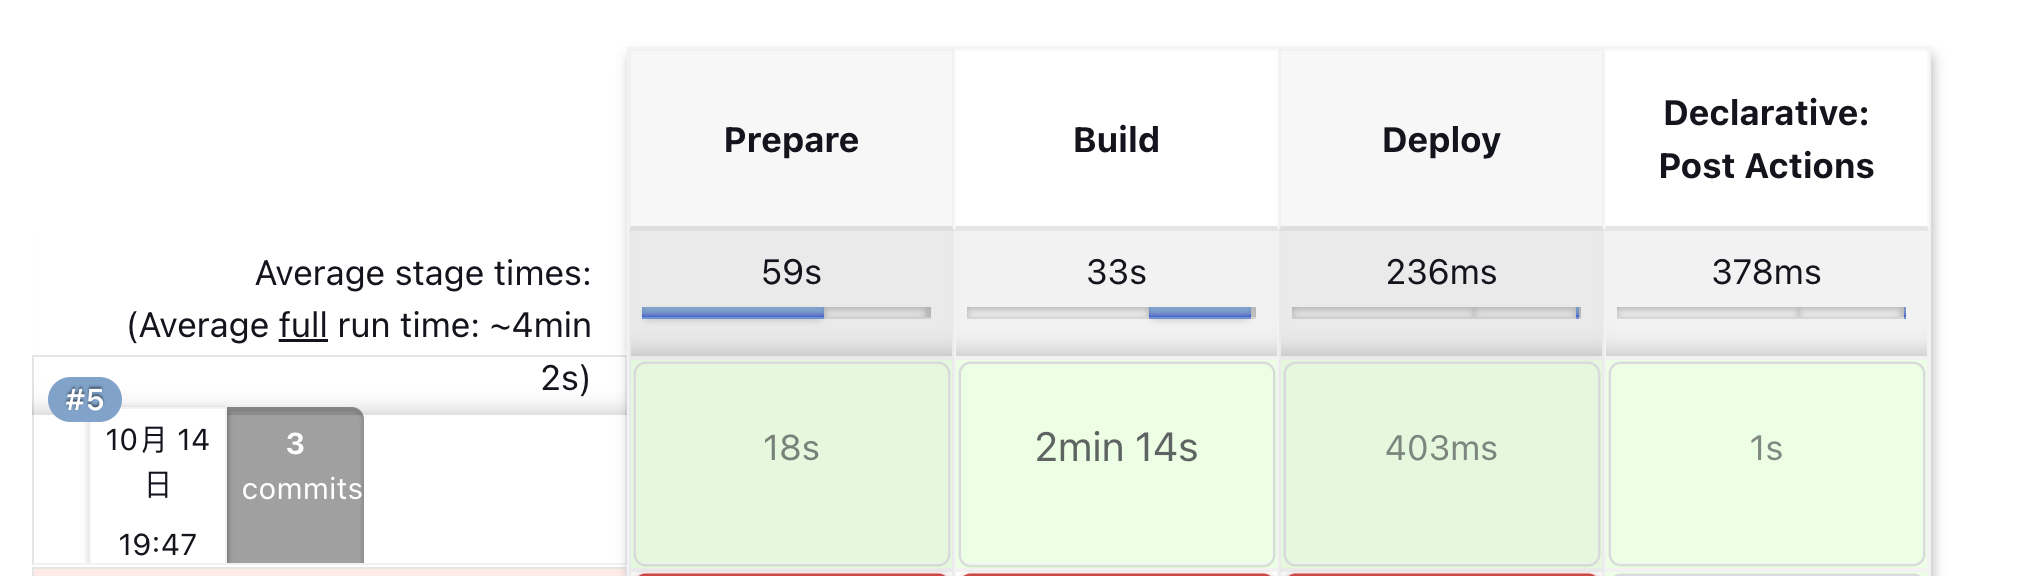 Prepare
Build
Deploy
Declarative:
Post Actions
Average stage times:
(Average full run time: ~4min
2s)
59s
33s
236ms
378ms
#5
10月 14
日
19:47
3
commits
18s
2min 14s
403ms
1s